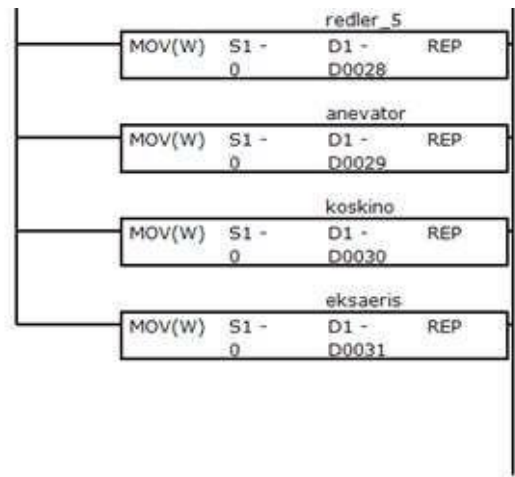 redler_5
MOV(W) S1 - D1 - REP
0 D0028
anevator
MOV(W) S1 - D1 - REP
0 D0029
koskino
MOV(W) S1 - D1 - REP
0 D0030
eksaeris
MOV(W) S1 - D1 - REP
0 D0031